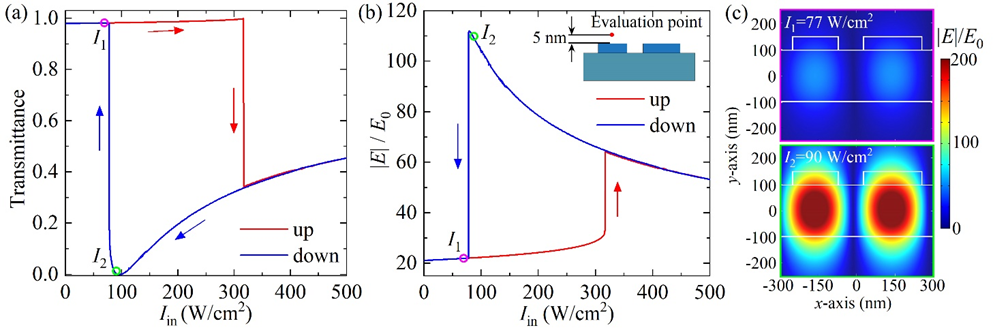 (a)
1.0
0.8
0.6
0.4
0.2
0.0
Transmittance
I1
I2
up
down
0 100 200 300 400 500
Iin (W/cm²)
(b)
120
100
80
60
40
20
|E| / E0
I2
I1
Evaluation point
5 nm
up
down
0 100 200 300 400 500
Iin (W/cm²)
(c)
200
100
0
-100
-200
I1=77 W/cm²
200
100
0
-100
-200
I2=90 W/cm²
y-axis (nm)
-300 -150 0 150 300
x-axis (nm)
|E|/E0
200
100
0